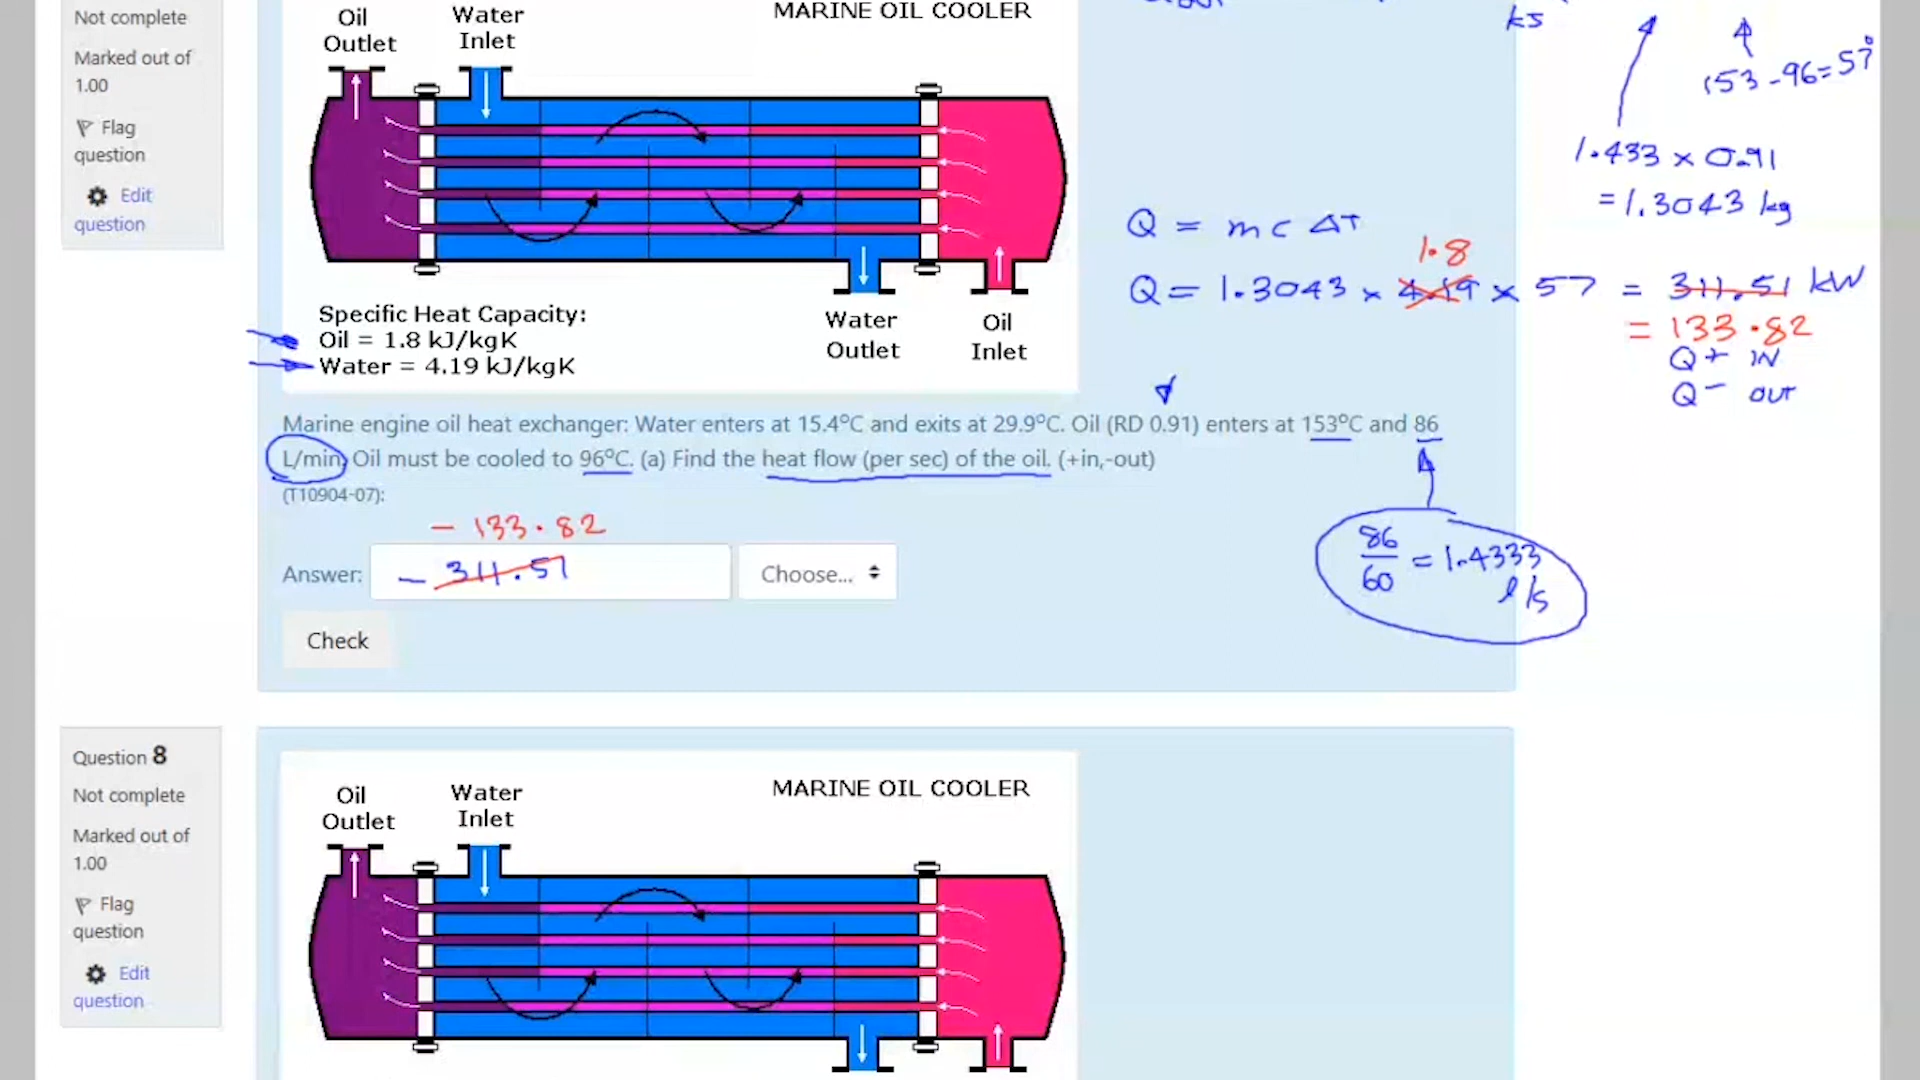 Not complete
Marked out of
1.00
Flag
question
Edit
question
Oil
Outlet
Water
Inlet
MARINE OIL COOLER
Specific Heat Capacity:
Oil = 1.8 kJ/kgK
Water = 4.19 kJ/kgK
Water
Outlet
Oil
Inlet
ks
153-96=57°
1.433 x 0.91
=1.3043 kg
Q = mc ΔT
1.8
Q = 1.3043 x 4.19 x 57 = 311.51 kW
= 133.82
Q+ IN
Q- OUT
Marine engine oil heat exchanger: Water enters at 15.4ºC and exits at 29.9ºC. Oil (RD 0.91) enters at 153ºC and 86
L/min. Oil must be cooled to 96ºC. (a) Find the heat flow (per sec) of the oil. (+in,-out)
(T10904-07):
- 133.82
Answer: - 311.51 Choose...
86
60
= 1.4333
l/s
Check
Question 8
Not complete
Marked out of
1.00
Flag
question
Edit
question
Oil
Outlet
Water
Inlet
MARINE OIL COOLER